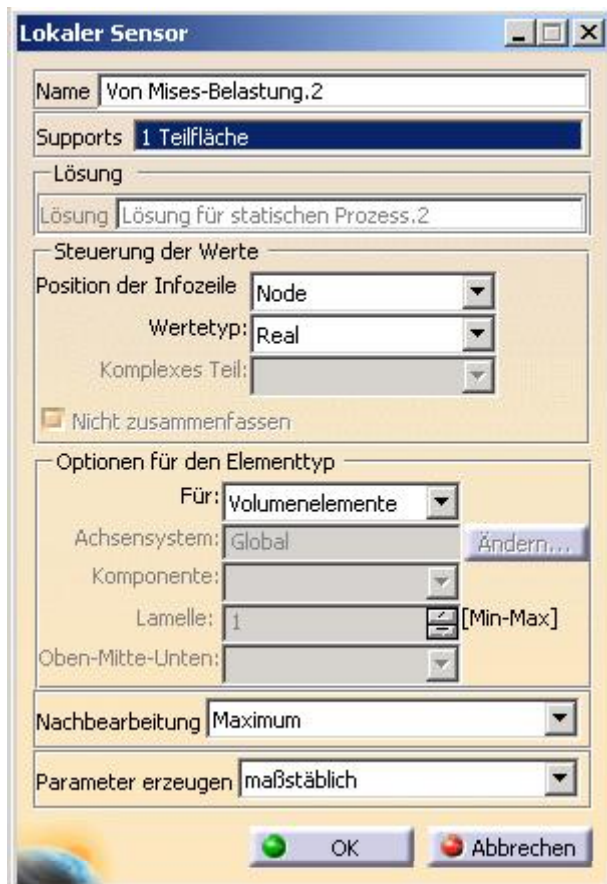 Lokaler Sensor
Name Von Mises-Belastung.2
Supports 1 Teilfläche
Lösung
Lösung Lösung für statischen Prozess.2
Steuerung der Werte
Position der Infozeile Node
Wertetyp: Real
Komplexes Teil:
Nicht zusammenfassen
Optionen für den Elementtyp
Für: Volumenelemente
Achsensystem: Global Ändern...
Komponente:
Lamelle: 1 [Min-Max]
Oben-Mitte-Unten:
Nachbearbeitung Maximum
Parameter erzeugen maßstäblich
OK Abbrechen